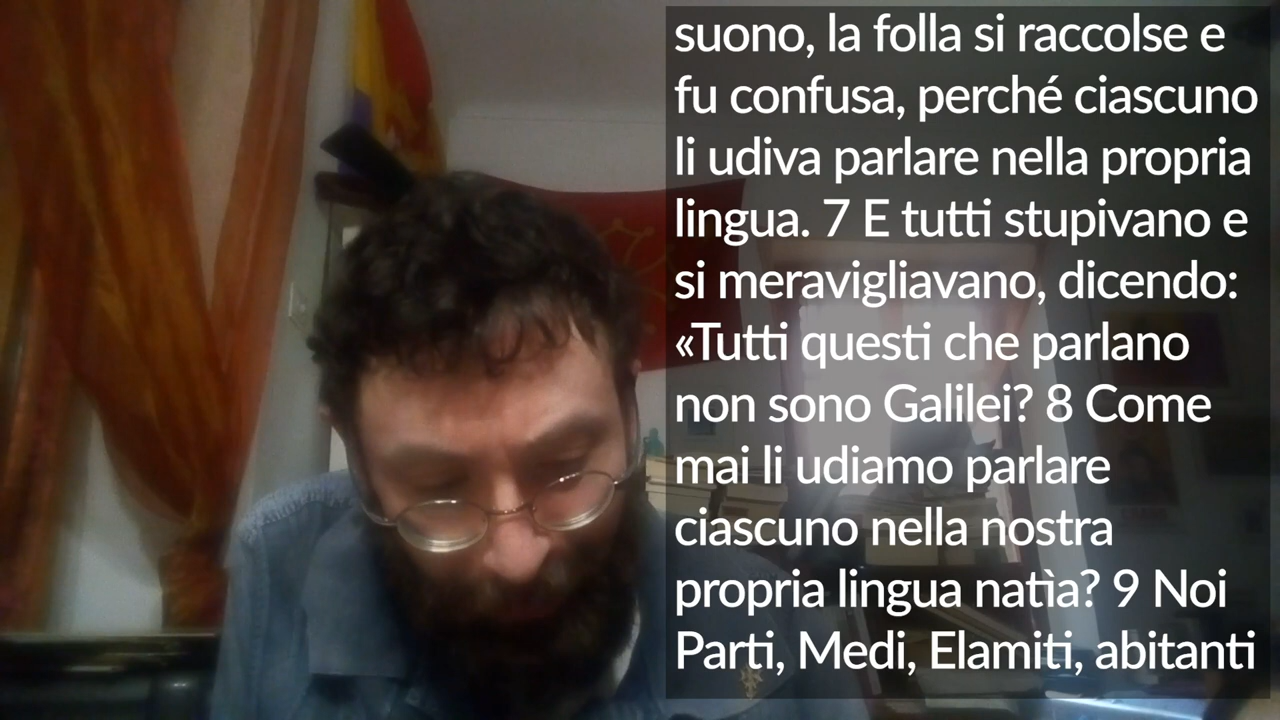 suono, la folla si raccolse e
fu confusa, perché ciascuno
li udiva parlare nella propria
lingua. 7 E tutti stupivano e
si meravigliavano, dicendo:
«Tutti questi che parlano
non sono Galilei? 8 Come
mai li udiamo parlare
ciascuno nella nostra
propria lingua natìa? 9 Noi
Parti, Medi, Elamiti, abitanti